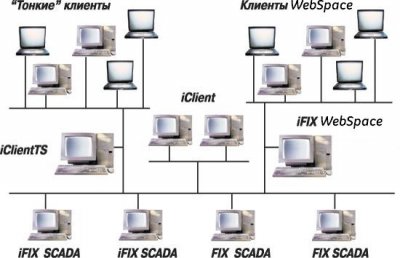 "Тонкие" клиенты
Клиенты WebSpace
iClient
iClientTS
iFIX WebSpace
iFIX SCADA
iFIX SCADA
FIX SCADA
FIX SCADA